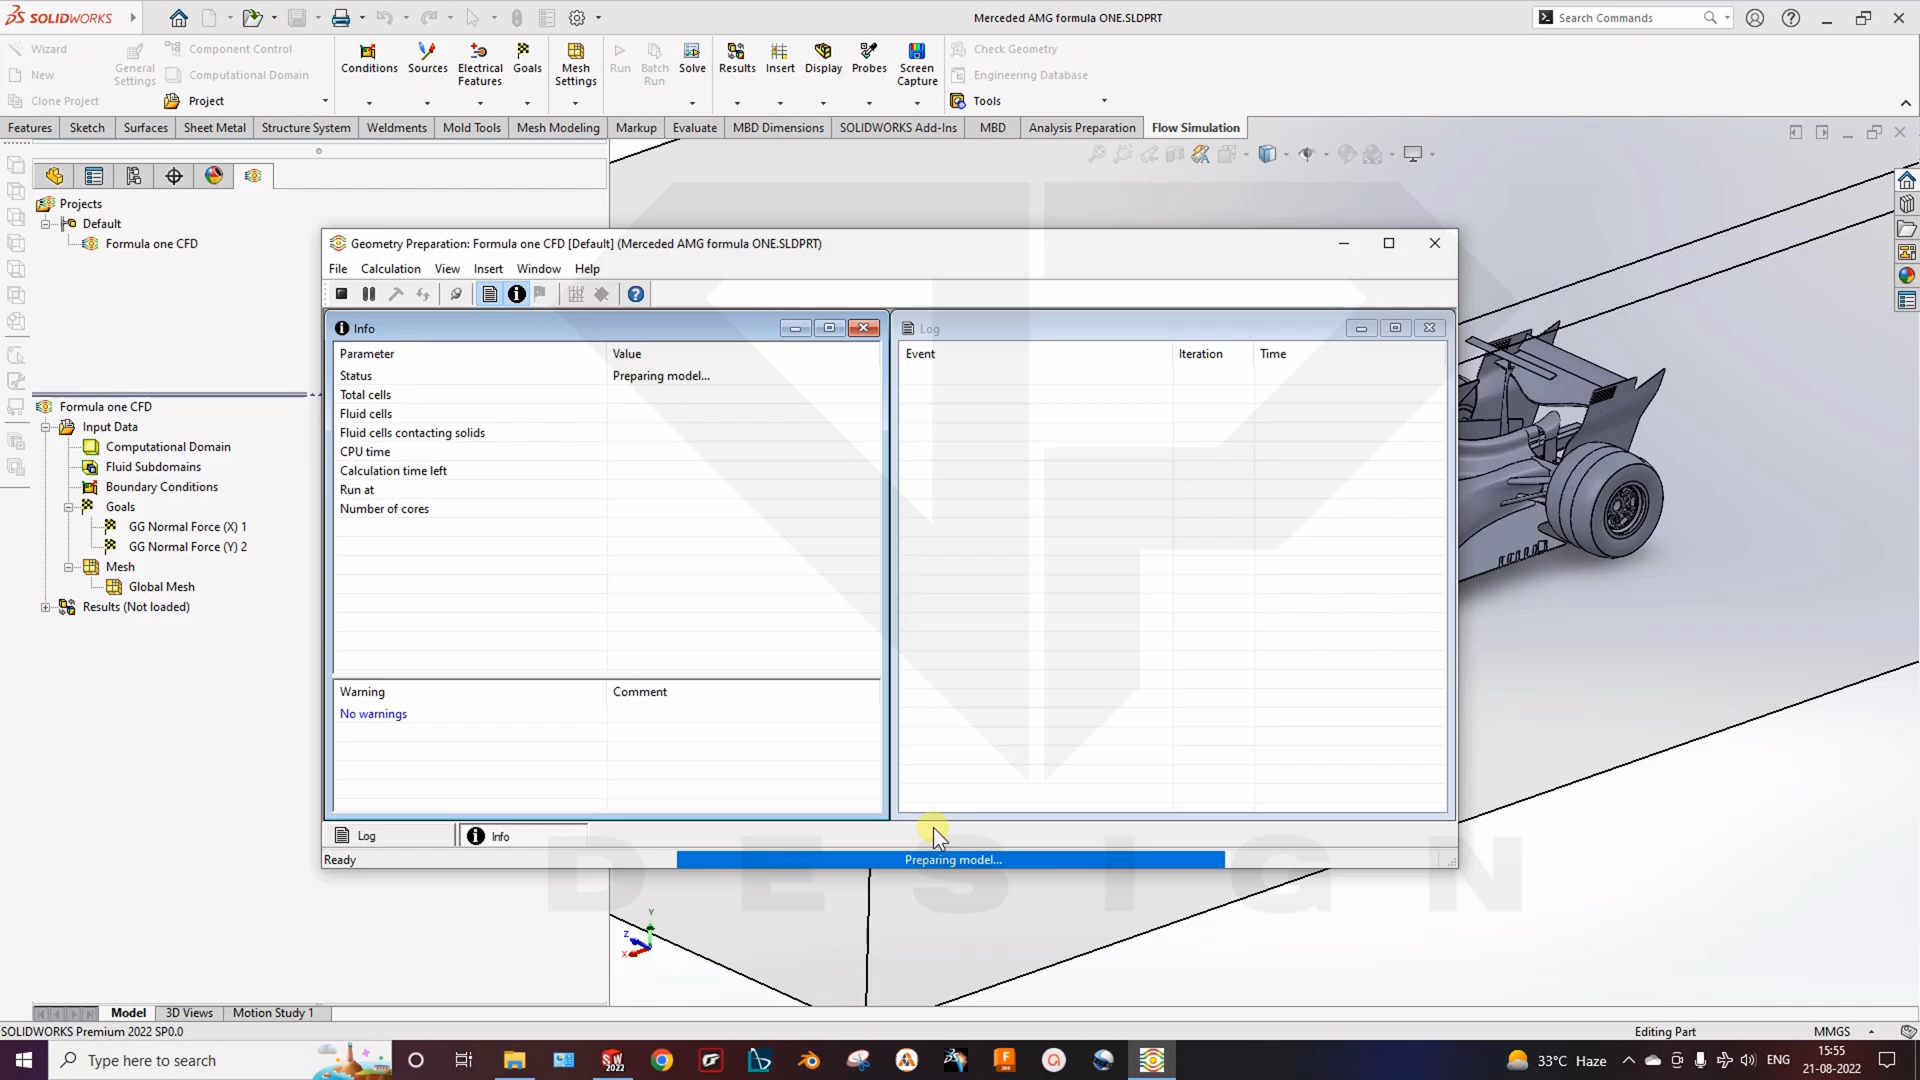 SOLIDWORKS
Merceded AMG formula ONE.SLDPRT
Search Commands
Wizard
New
Clone Project
General Settings
Component Control
Computational Domain
Project
Conditions
Sources
Electrical Features
Goals
Mesh Settings
Run
Batch Run
Solve
Results
Insert
Display
Probes
Screen Capture
Check Geometry
Engineering Database
Tools
Features
Sketch
Surfaces
Sheet Metal
Structure System
Weldments
Mold Tools
Mesh Modeling
Markup
Evaluate
MBD Dimensions
SOLIDWORKS Add-Ins
MBD
Analysis Preparation
Flow Simulation
Projects
Default
Formula one CFD
Formula one CFD
Input Data
Computational Domain
Fluid Subdomains
Boundary Conditions
Goals
GG Normal Force (X) 1
GG Normal Force (Y) 2
Mesh
Global Mesh
Results (Not loaded)
Geometry Preparation: Formula one CFD [Default] (Merceded AMG formula ONE.SLDPRT)
File Calculation View Insert Window Help
Info
Parameter Value
Status Preparing model...
Total cells
Fluid cells
Fluid cells contacting solids
CPU time
Calculation time left
Run at
Number of cores
Warning Comment
No warnings
Log
Event Iteration Time
Log Info
Ready Preparing model...
DESIGN
Y
Z
X
Model 3D Views Motion Study 1
SOLIDWORKS Premium 2022 SP0.0
Editing Part MMGS
Type here to search
SW 2022
33°C Haze
ENG
15:55
21-08-2022